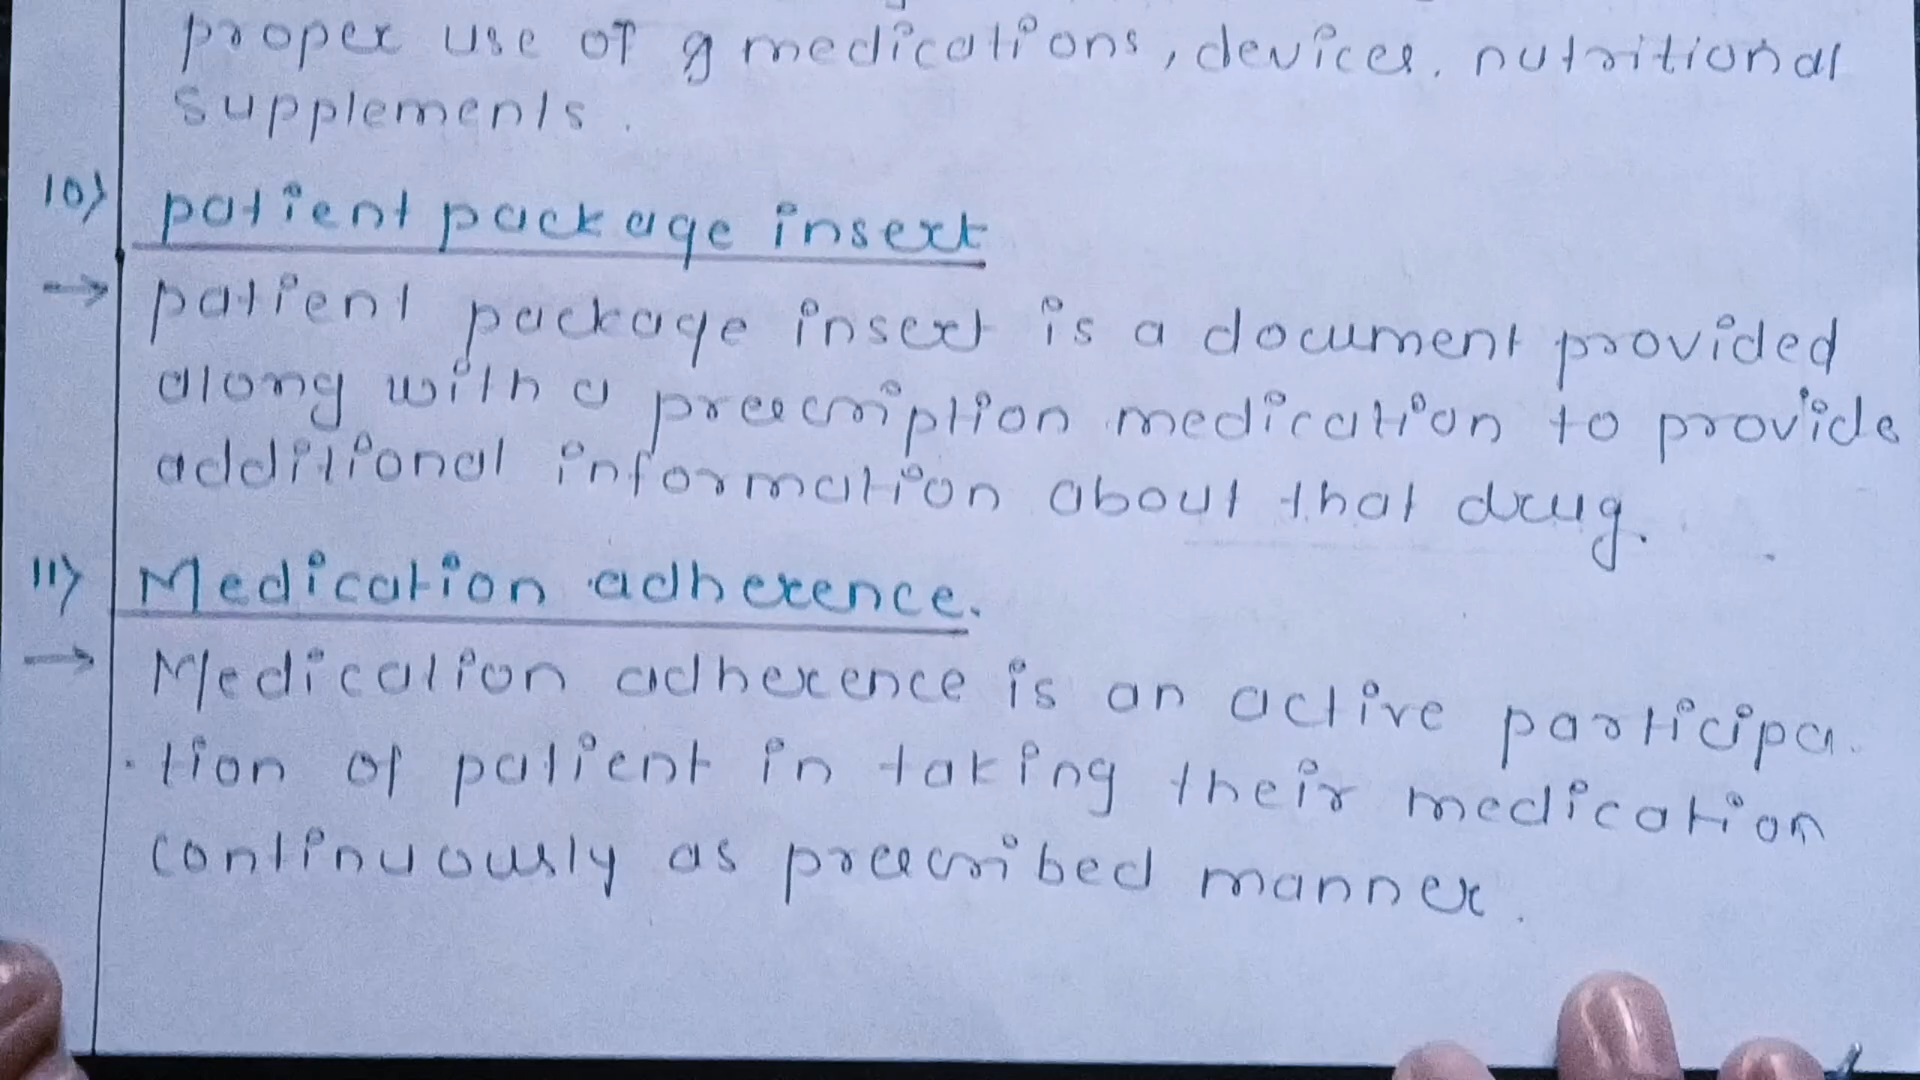 proper use of medications, devices, nutritional
supplements.
10) patient package insert
→ patient package insert is a document provided
along with a prescription medication to provide
additional information about that drug.
11) Medication adherence.
→ Medication adherence is an active participa-
-tion of patient in taking their medication
continuously as prescribed manner.